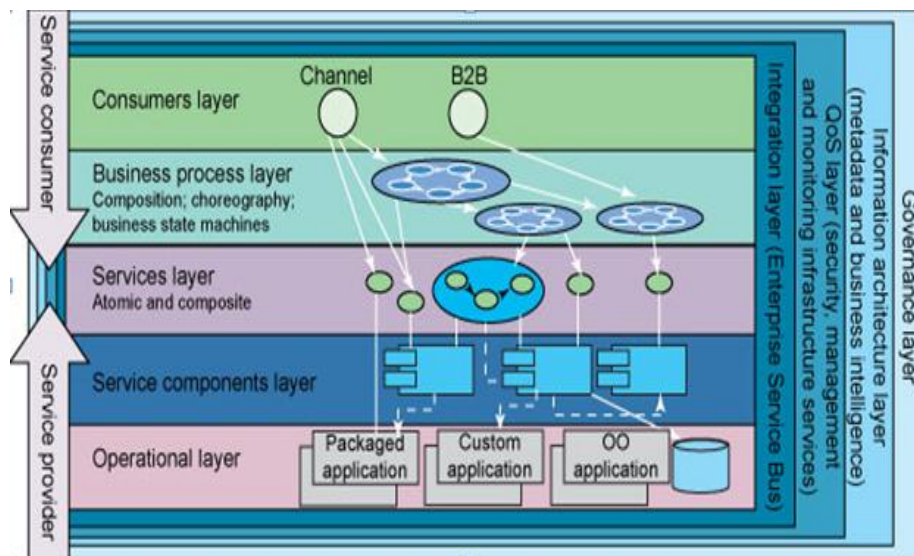 Service consumer
Service provider
Channel
B2B
Consumers layer
Business process layer
Composition; choreography;
business state machines
Services layer
Atomic and composite
Service components layer
Operational layer
Packaged
application
Custom
application
OO
application
Integration layer (Enterprise Service Bus)
QoS layer (security, management
and monitoring infrastructure services)
Information architecture layer
(metadata and business intelligence)
Governance layer